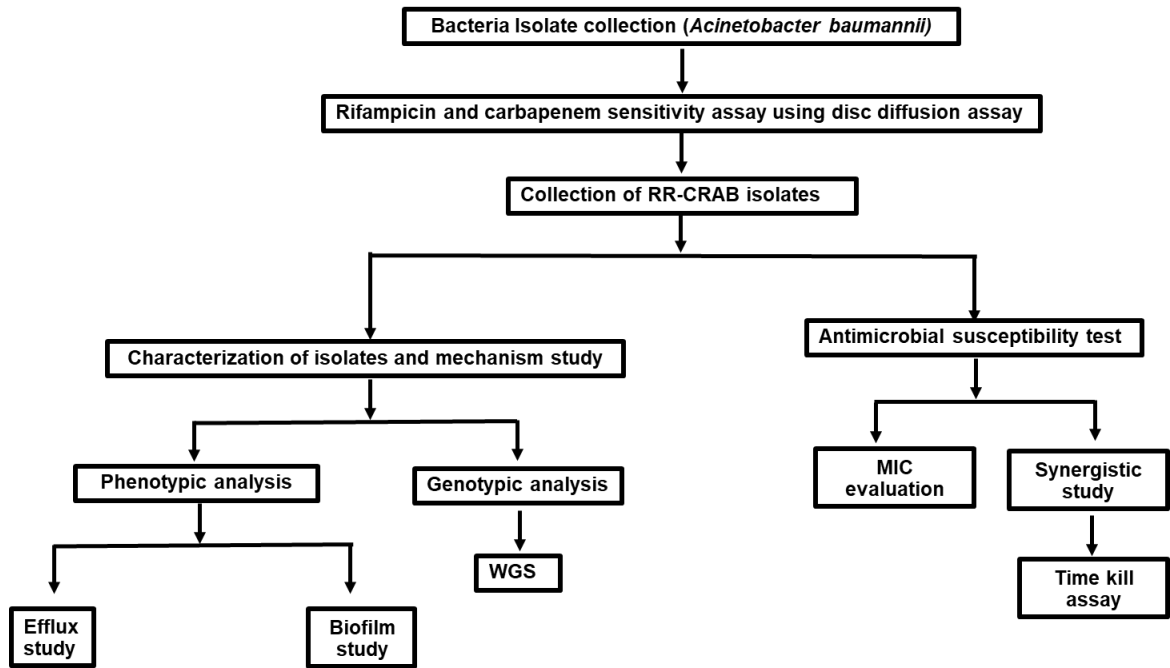 Bacteria Isolate collection (Acinetobacter baumannii)
Rifampicin and carbapenem sensitivity assay using disc diffusion assay
Collection of RR-CRAB isolates
Characterization of isolates and mechanism study
Antimicrobial susceptibility test
Phenotypic analysis
Genotypic analysis
MIC
evaluation
Synergistic
study
WGS
Time kill
assay
Efflux
study
Biofilm
study